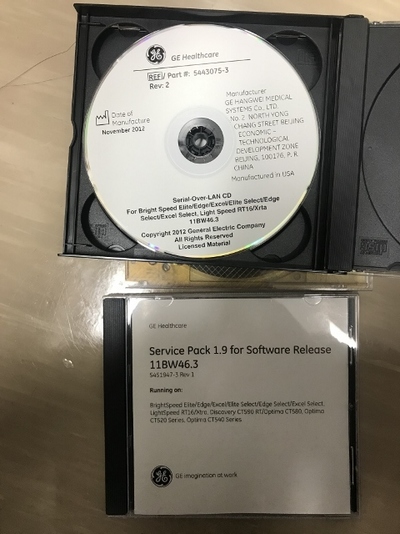 GE Healthcare
REF / Part #: 5443075-3
Rev: 2
Date of
Manufacture
November 2012
Manufacturer
GE HANGWEI MEDICAL
SYSTEMS Co., LTD.
No. 2 NORTH YONG
CHANG STREET BEIJING
ECONOMIC -
TECHNOLOGICAL
DEVELOPMENT ZONE
BEIJING, 100176, P. R.
CHINA
Manufactured in USA
Serial-Over-LAN CD
For Bright Speed Elite/Edge/Excel/Elite Select/Edge
Select/Excel Select, Light Speed RT16/Xtra
11BW46.3
Copyright 2012 General Electric Company
All Rights Reserved
Licensed Material
GE Healthcare
Service Pack 1.9 for Software Release
11BW46.3
5451947-3 Rev 1
Running on:
BrightSpeed Elite/Edge/Excel/Elite Select/Edge Select/Excel Select,
LightSpeed RT16/Xtra, Discovery CT590 RT/Optima CT580, Optima
CT520 Series, Optima CT540 Series
GE imagination at work